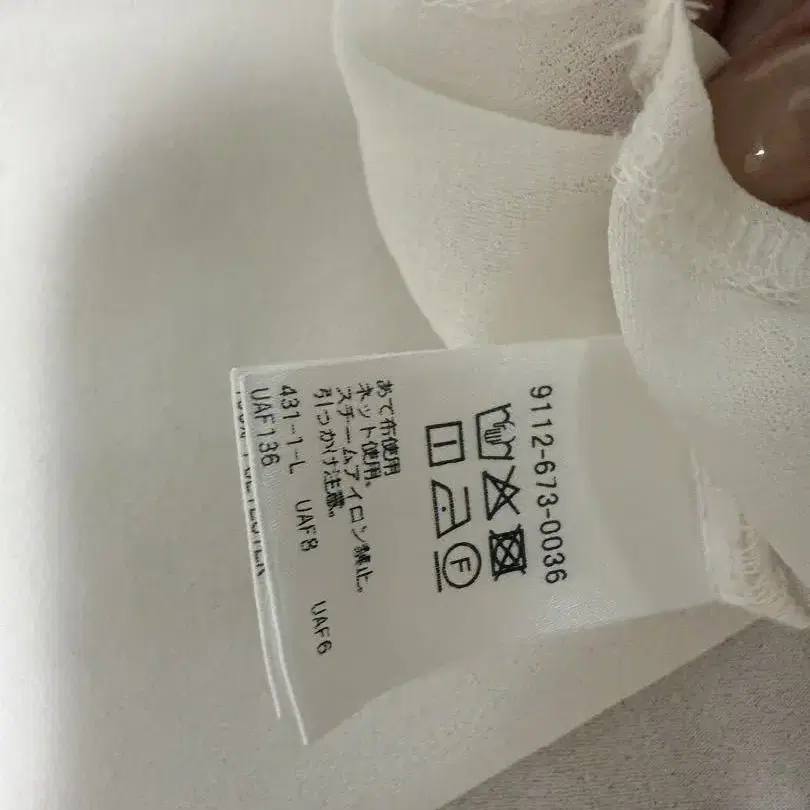 9112-673-0036
F
あて布使用
ネット使用。
スチームアイロン禁止。
引っかけ注意。
431-1-L UAF8 UAF6
UAF136